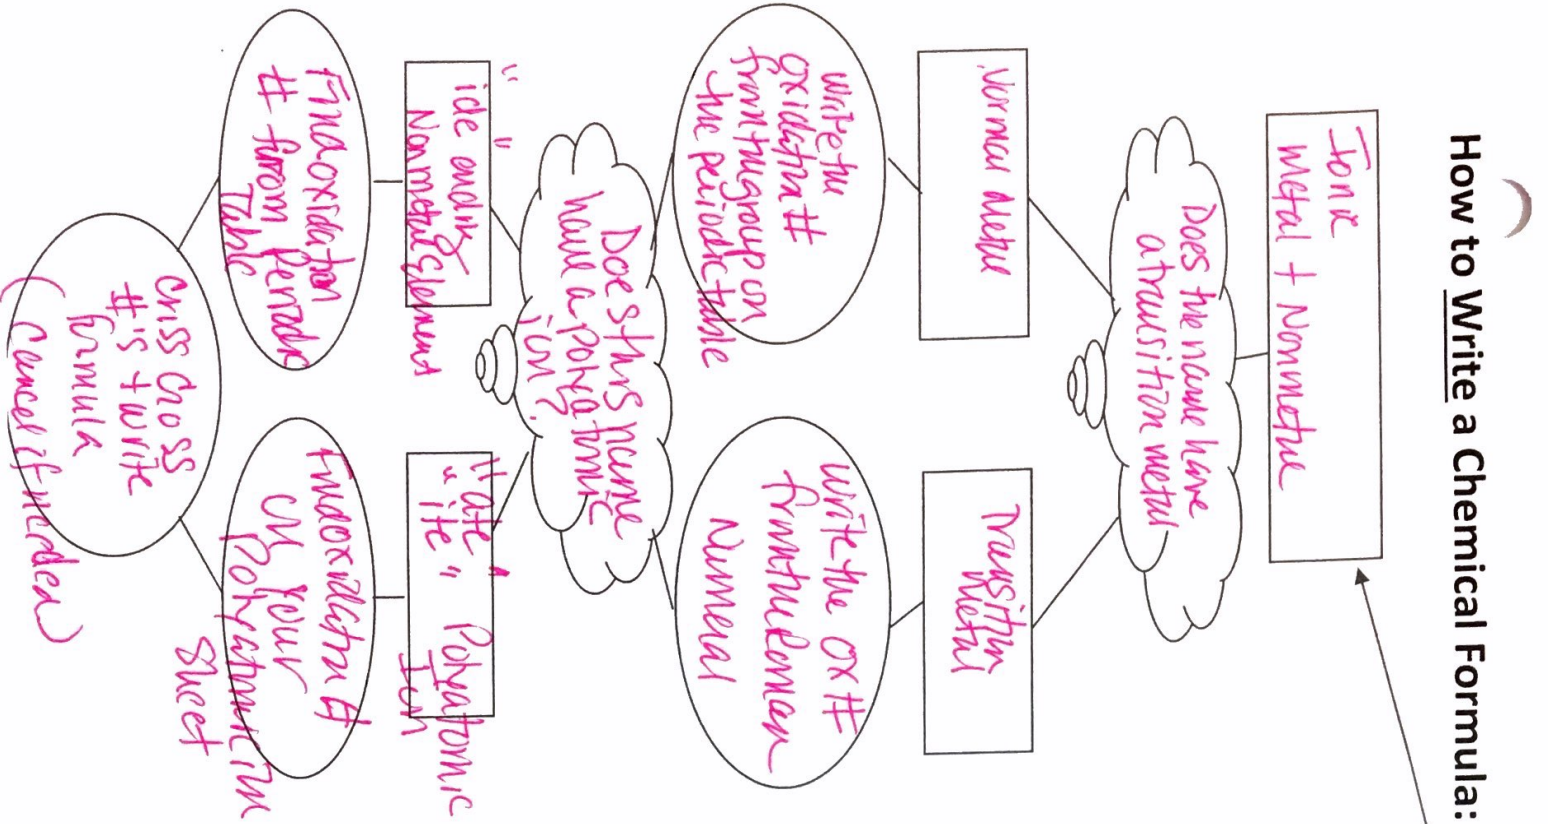 How to Write a Chemical Formula:
Ionic
metal + Nonmetal
Does the name have
a transition metal
Normal Metal
Transition
Metal
write the
oxidation #
from the group on
the periodic table
write the ox #
from the Roman
Numeral
Does this name
have a polyatomic
ion?
"ide ending"
Nonmetal Element
"ate"
"ite" Polyatomic
Ion
Find oxidation
# from Periodic
Table
Find oxidation #
on your
Polyatomic Ion
Sheet
Criss Cross
#'s + write
formula
(Cancel if needed)